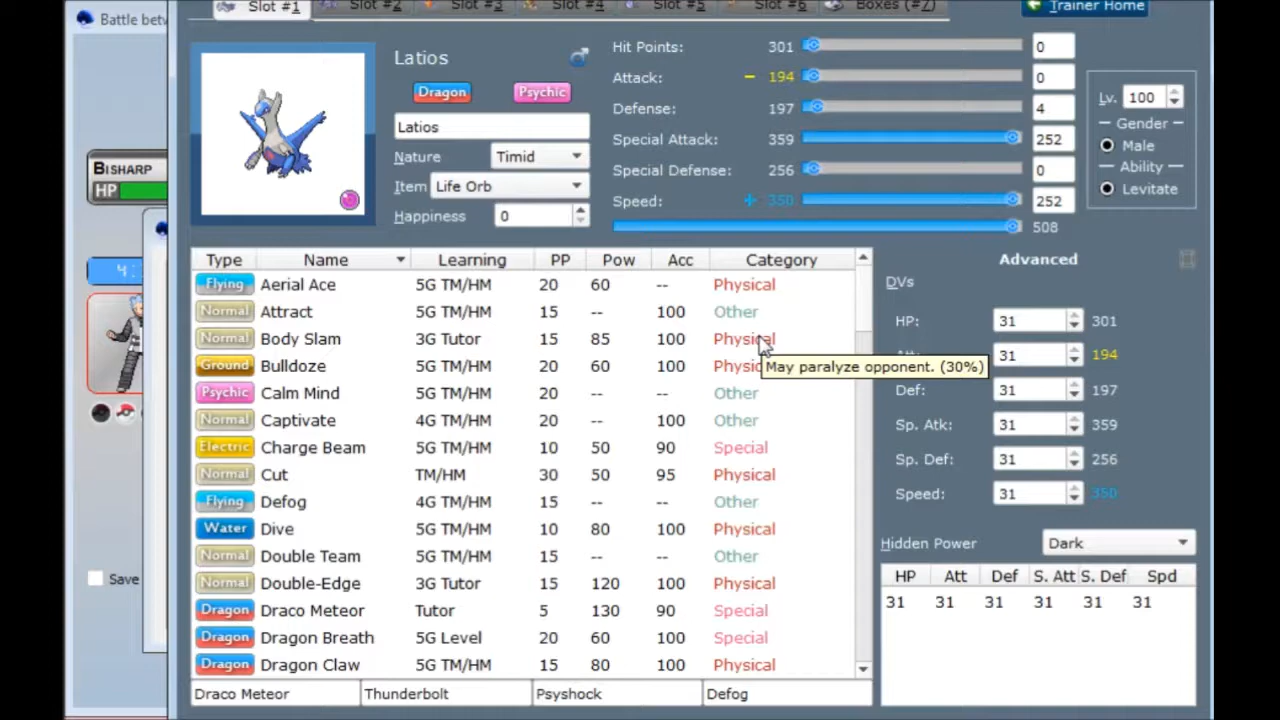 Battle betw
Slot #1 Slot #2 Slot #3 Slot #4 Slot #5 Slot #6 Boxes (#7) Trainer Home
Latios
Dragon Psychic
Latios
Nature Timid
Item Life Orb
Happiness 0
Hit Points: 301 0
Attack: 194 0
Defense: 197 4
Special Attack: 359 252
Special Defense: 256 0
Speed: 350 252
508
Lv. 100
Gender
Male
Ability
Levitate
BISHARP
HP
4:
Save
Type Name Learning PP Pow Acc Category
Flying Aerial Ace 5G TM/HM 20 60 -- Physical
Normal Attract 5G TM/HM 15 -- 100 Other
Normal Body Slam 3G Tutor 15 85 100 Physical
May paralyze opponent. (30%)
Ground Bulldoze 5G TM/HM 20 60 100 Physic
Psychic Calm Mind 5G TM/HM 20 -- -- Other
Normal Captivate 4G TM/HM 20 -- 100 Other
Electric Charge Beam 5G TM/HM 10 50 90 Special
Normal Cut TM/HM 30 50 95 Physical
Flying Defog 4G TM/HM 15 -- -- Other
Water Dive 5G TM/HM 10 80 100 Physical
Normal Double Team 5G TM/HM 15 -- -- Other
Normal Double-Edge 3G Tutor 15 120 100 Physical
Dragon Draco Meteor Tutor 5 130 90 Special
Dragon Dragon Breath 5G Level 20 60 100 Special
Dragon Dragon Claw 5G TM/HM 15 80 100 Physical
Draco Meteor Thunderbolt Psyshock Defog
Advanced
DVs
HP: 31 301
31 194
Def: 31 197
Sp. Atk: 31 359
Sp. Def: 31 256
Speed: 31 350
Hidden Power Dark
HP Att Def S. Att S. Def Spd
31 31 31 31 31 31